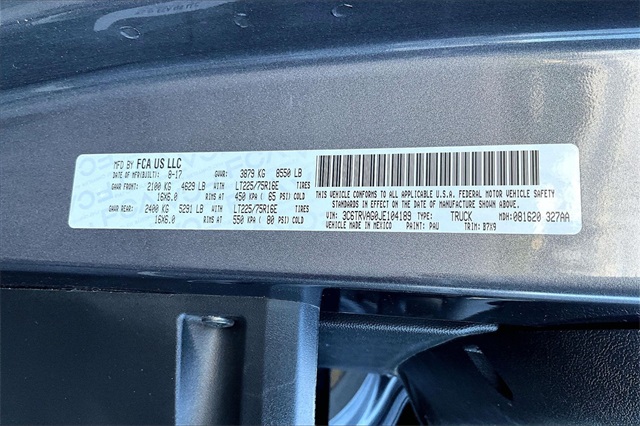 MFD BY FCA US LLC
DATE OF MFR(BUILT): 8-17 GVWR: 3879 KG 8550 LB
GAWR FRONT: 2100 KG 4629 LB WITH LT225/75R16E TIRES
16X6.0 RIMS AT 450 KPA ( 65 PSI) COLD
GAWR REAR: 2400 KG 5291 LB WITH LT225/75R16E TIRES
16X6.0 RIMS AT 550 KPA ( 80 PSI) COLD
THIS VEHICLE CONFORMS TO ALL APPLICABLE U.S.A. FEDERAL MOTOR VEHICLE SAFETY
STANDARDS IN EFFECT ON THE DATE OF MANUFACTURE SHOWN ABOVE.
VIN: 3C6TRVAG0JE104189 TYPE: TRUCK MDH: 081620 327AA
VEHICLE MADE IN MEXICO PAINT: PAU TRIM: B7X9